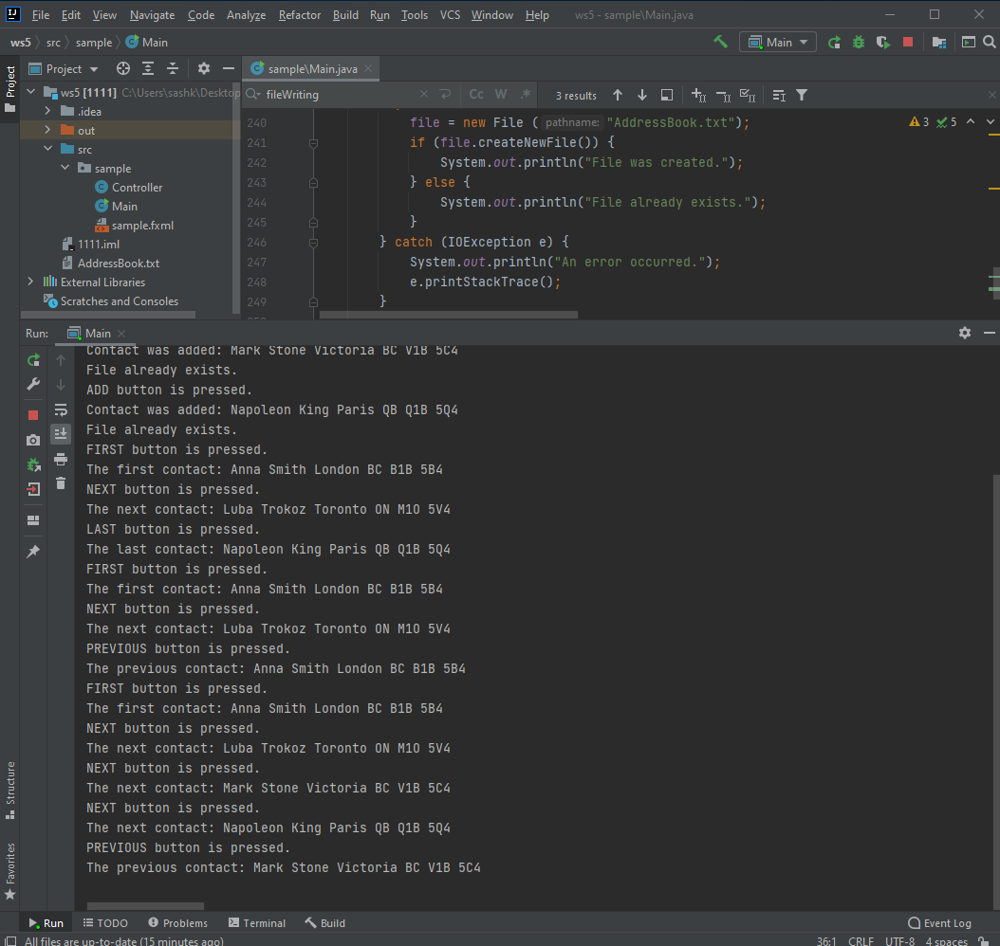 File Edit View Navigate Code Analyze Refactor Build Run Tools VCS Window Help ws5 - sample\Main.java
ws5 src sample Main Main
Project sample\Main.java
Project
ws5 [1111] C:\Users\sashk\Desktop
fileWriting Cc W .* 3 results
.idea
out
src
sample
Controller
Main
sample.fxml
1111.iml
AddressBook.txt
External Libraries
Scratches and Consoles
240 file = new File ( pathname: "AddressBook.txt");
3 5
241 if (file.createNewFile()) {
242 System.out.println("File was created.");
243 } else {
244 System.out.println("File already exists.");
245 }
246 } catch (IOException e) {
247 System.out.println("An error occurred.");
248 e.printStackTrace();
249 }
Run: Main
Contact was added: Mark Stone Victoria BC V1B 5C4
File already exists.
ADD button is pressed.
Contact was added: Napoleon King Paris QB Q1B 5Q4
File already exists.
FIRST button is pressed.
The first contact: Anna Smith London BC B1B 5B4
NEXT button is pressed.
The next contact: Luba Trokoz Toronto ON M1O 5V4
LAST button is pressed.
The last contact: Napoleon King Paris QB Q1B 5Q4
FIRST button is pressed.
The first contact: Anna Smith London BC B1B 5B4
NEXT button is pressed.
The next contact: Luba Trokoz Toronto ON M1O 5V4
PREVIOUS button is pressed.
The previous contact: Anna Smith London BC B1B 5B4
FIRST button is pressed.
The first contact: Anna Smith London BC B1B 5B4
NEXT button is pressed.
The next contact: Luba Trokoz Toronto ON M1O 5V4
NEXT button is pressed.
The next contact: Mark Stone Victoria BC V1B 5C4
NEXT button is pressed.
The next contact: Napoleon King Paris QB Q1B 5Q4
PREVIOUS button is pressed.
The previous contact: Mark Stone Victoria BC V1B 5C4
Structure
Favorites
Run TODO Problems Terminal Build Event Log
All files are up-to-date (15 minutes ago) 36:1 CRLF UTF-8 4 spaces